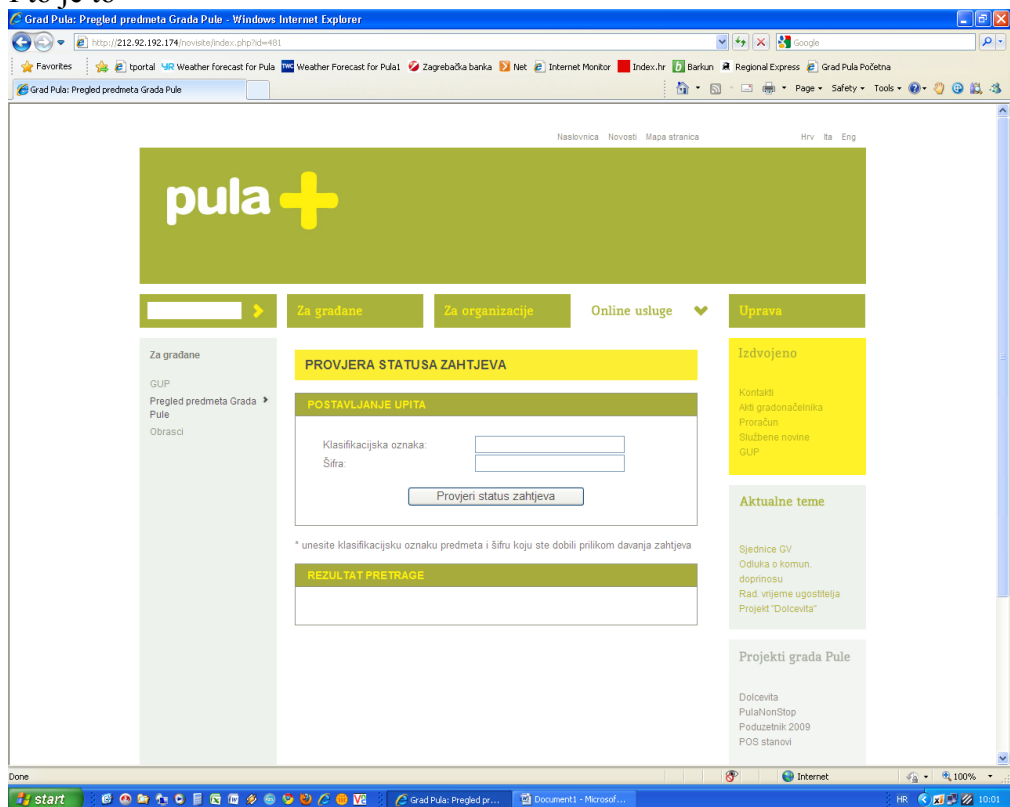 Grad Pula: Pregled predmeta Grada Pule - Windows Internet Explorer
http://212.92.192.174/novisite/index.php?id=481
Google
Favorites tportal Weather forecast for Pula Weather Forecast for Pula1 Zagrebačka banka Net Internet Monitor Index.hr Barkun Regional Express Grad Pula Početna
Grad Pula: Pregled predmeta Grada Pule
Page Safety Tools
Naslovnica Novosti Mapa stranica Hrv Ita Eng
pula +
Za građane Za organizacije Online usluge Uprava
Za građane
GUP
Pregled predmeta Grada
Pule
Obrasci
PROVJERA STATUSA ZAHTJEVA
POSTAVLJANJE UPITA
Klasifikacijska oznaka:
Šifra:
Provjeri status zahtjeva
* unesite klasifikacijsku oznaku predmeta i šifru koju ste dobili prilikom davanja zahtjeva
REZULTAT PRETRAGE
Izdvojeno
Kontakti
Akti gradonačelnika
Proračun
Službene novine
GUP
Aktualne teme
Sjednice GV
Odluka o komun.
doprinosu
Rad. vrijeme ugostitelja
Projekt "Dolcevita"
Projekti grada Pule
Dolcevita
PulaNonStop
Poduzetnik 2009
POS stanovi
Done Internet 100%
start Grad Pula: Pregled pr... Document1 - Microsof... HR 10:01